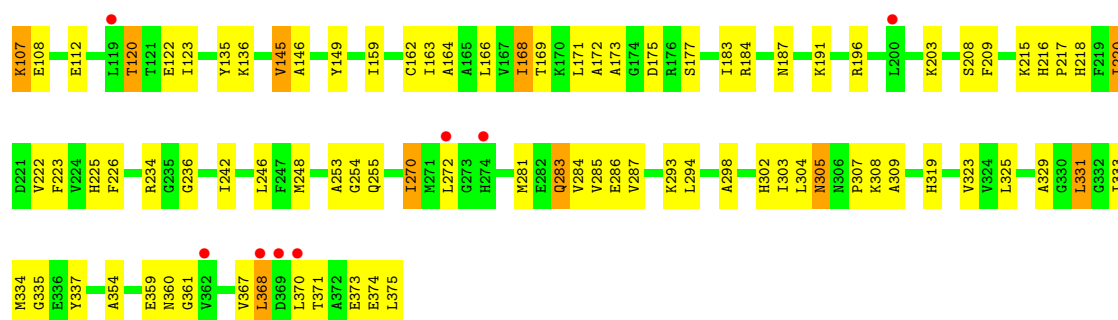 K107 E108 E112 L119 T120 T121 E122 I123 Y135 K136 V145 A146 Y149 I159 C162 I163 A164 A165 L166 V167 I168 T169 K170 L171 A172 A173 G174 D175 R176 S177 I183 R184 N187 K191 R196 L200 K203 S208 F209 K215 H216 P217 H218 F219 I220
D221 V222 F223 V224 H225 F226 R234 G235 G236 I242 L246 F247 M248 A253 G254 Q255 I270 M271 L272 G273 H274 M281 E282 Q283 V284 V285 E286 V287 K293 L294 A298 H302 I303 L304 N305 N306 P307 K308 A309 H319 V323 V324 L325 A329 G330 L331 G332 I333
M334 G335 E336 Y337 A354 E359 N360 G361 V362 V367 L368 D369 L370 T371 A372 E373 E374 L375